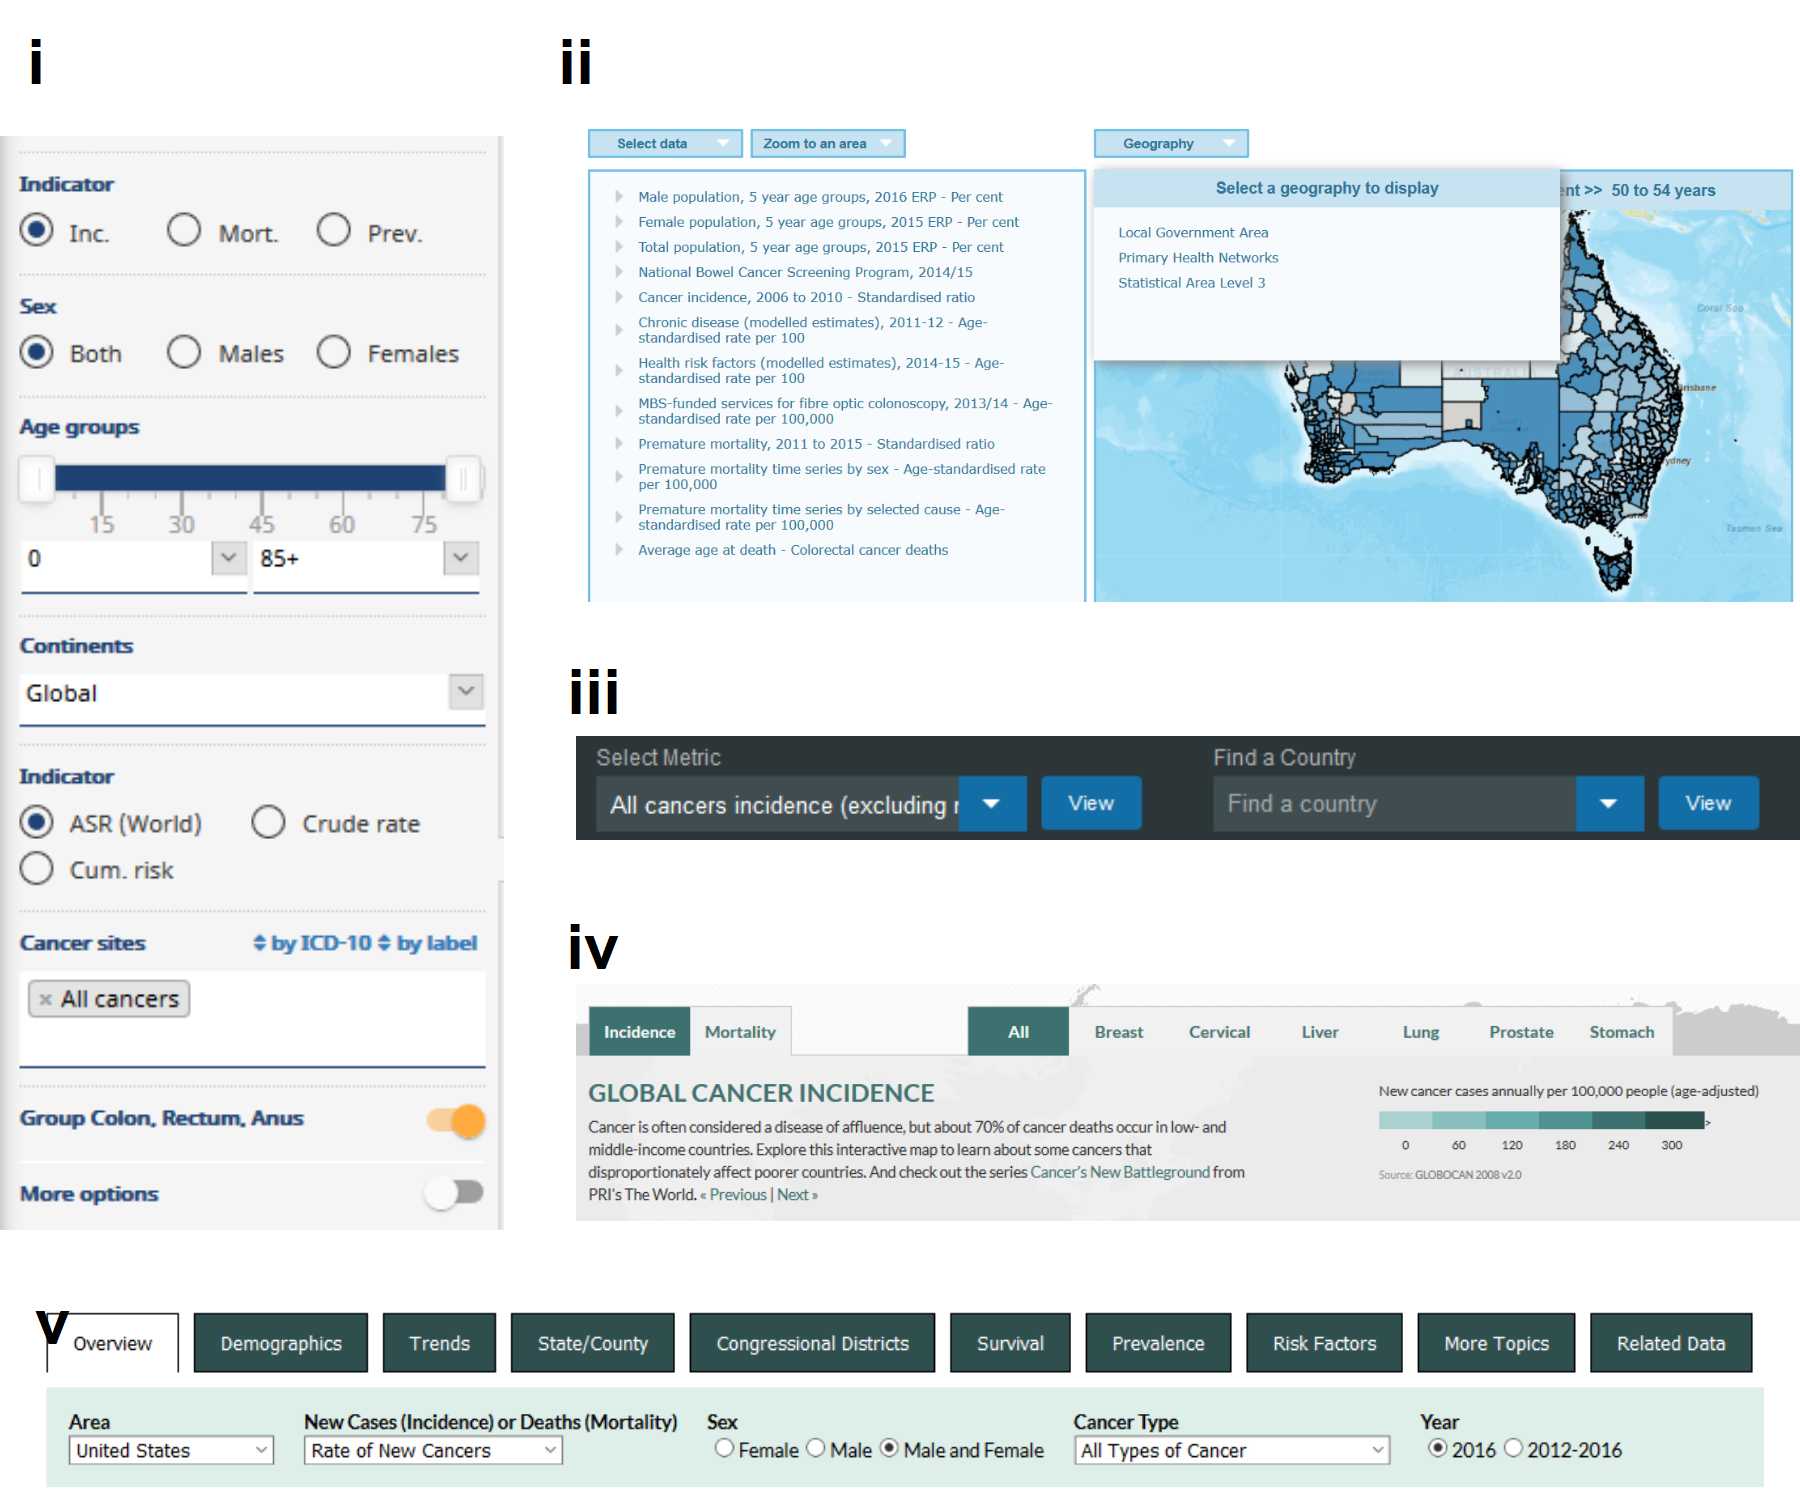 i
Indicator
Inc. Mort. Prev.
Sex
Both Males Females
Age groups
15 30 45 60 75
0 85+
Continents
Global
Indicator
ASR (World) Crude rate
Cum. risk
Cancer sites by ICD-10 by label
× All cancers
Group Colon, Rectum, Anus
More options
ii
Select data Zoom to an area Geography
Male population, 5 year age groups, 2016 ERP - Per cent
Female population, 5 year age groups, 2015 ERP - Per cent
Total population, 5 year age groups, 2015 ERP - Per cent
National Bowel Cancer Screening Program, 2014/15
Cancer incidence, 2006 to 2010 - Standardised ratio
Chronic disease (modelled estimates), 2011-12 - Age-
standardised rate per 100
Health risk factors (modelled estimates), 2014-15 - Age-
standardised rate per 100
MBS-funded services for fibre optic colonoscopy, 2013/14 - Age-
standardised rate per 100,000
Premature mortality, 2011 to 2015 - Standardised ratio
Premature mortality time series by sex - Age-standardised rate
per 100,000
Premature mortality time series by selected cause - Age-
standardised rate per 100,000
Average age at death - Colorectal cancer deaths
Select a geography to display
ent >> 50 to 54 years
Local Government Area
Primary Health Networks
Statistical Area Level 3
Coral Sea
AUSTRALIA
Brisbane
ydney
Tasman Sea
iii
Select Metric Find a Country
All cancers incidence (excluding r View Find a country View
iv
Incidence Mortality All Breast Cervical Liver Lung Prostate Stomach
GLOBAL CANCER INCIDENCE
Cancer is often considered a disease of affluence, but about 70% of cancer deaths occur in low- and
middle-income countries. Explore this interactive map to learn about some cancers that
disproportionately affect poorer countries. And check out the series Cancer's New Battleground from
PRI's The World. « Previous | Next »
New cancer cases annually per 100,000 people (age-adjusted)
>
0 60 120 180 240 300
Source: GLOBOCAN 2008 v2.0
v
Overview Demographics Trends State/County Congressional Districts Survival Prevalence Risk Factors More Topics Related Data
Area New Cases (Incidence) or Deaths (Mortality) Sex Cancer Type Year
United States Rate of New Cancers Female Male Male and Female All Types of Cancer 2016 2012-2016